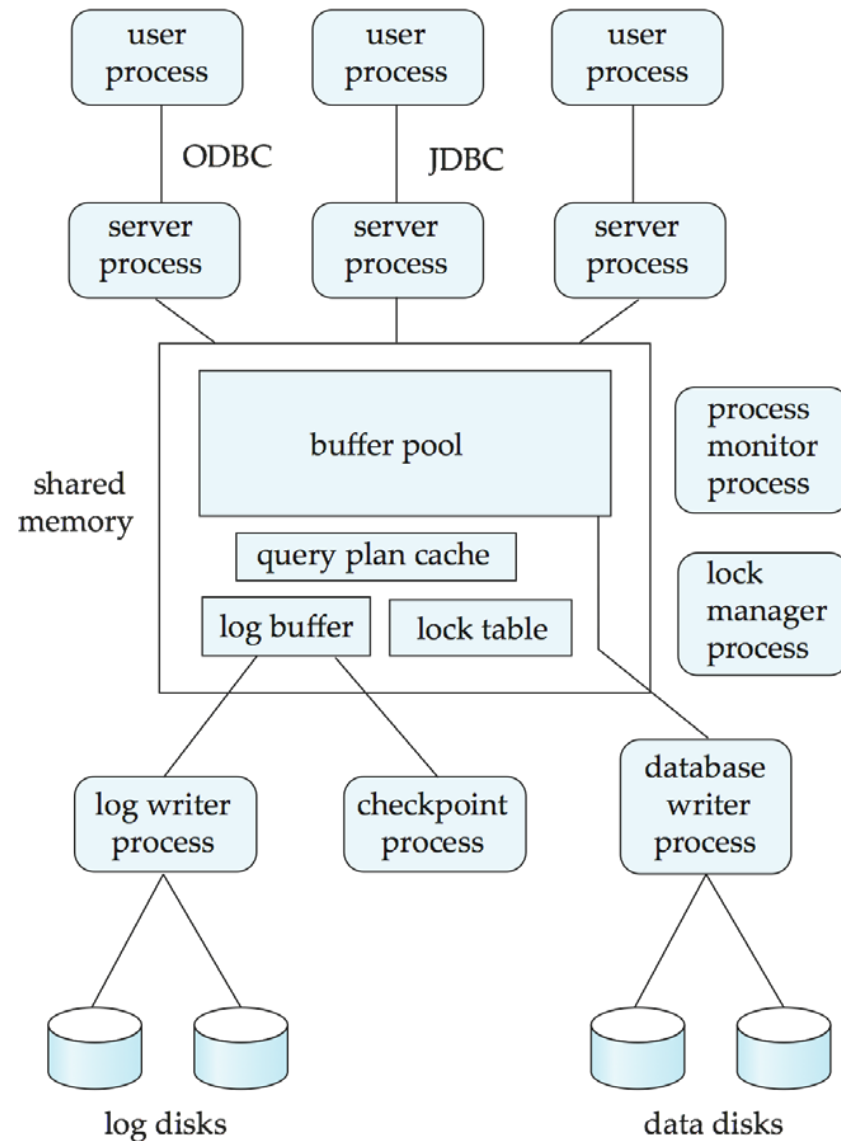 user
process
user
process
user
process
ODBC
JDBC
server
process
server
process
server
process
buffer pool
shared
memory
process
monitor
process
query plan cache
log buffer
lock table
lock
manager
process
log writer
process
checkpoint
process
database
writer
process
log disks
data disks